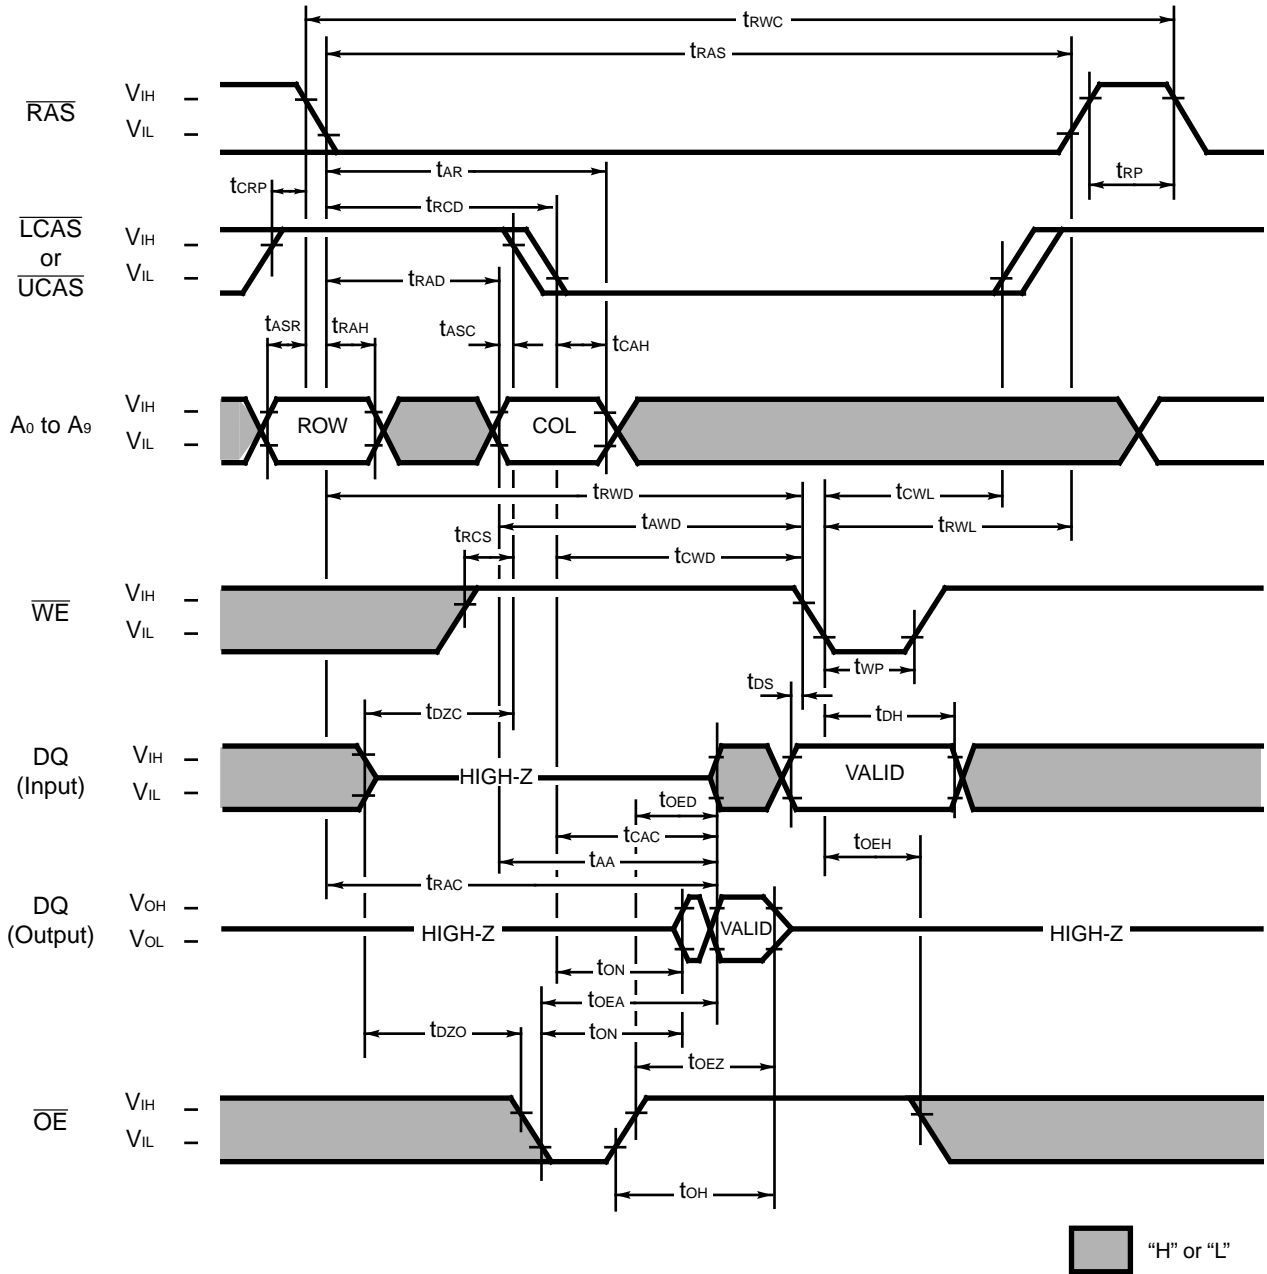 tRWC
tRAS
RAS
VIH
VIL
tAR
tCRP
tRP
tRCD
LCAS
or
UCAS
VIH
VIL
tRAD
tASR
tRAH
tASC
tCAH
A0 to A9
VIH
VIL
ROW
COL
tRWD
tCWL
tAWD
tRWL
tRCS
tCWD
WE
VIH
VIL
tWP
tDS
tDZC
tDH
DQ
(Input)
VIH
VIL
HIGH-Z
VALID
tOED
tCAC
tOEH
tAA
tRAC
DQ
(Output)
VOH
VOL
HIGH-Z
VALID
HIGH-Z
tON
tOEA
tDZO
tON
tOEZ
OE
VIH
VIL
tOH
“H” or “L”